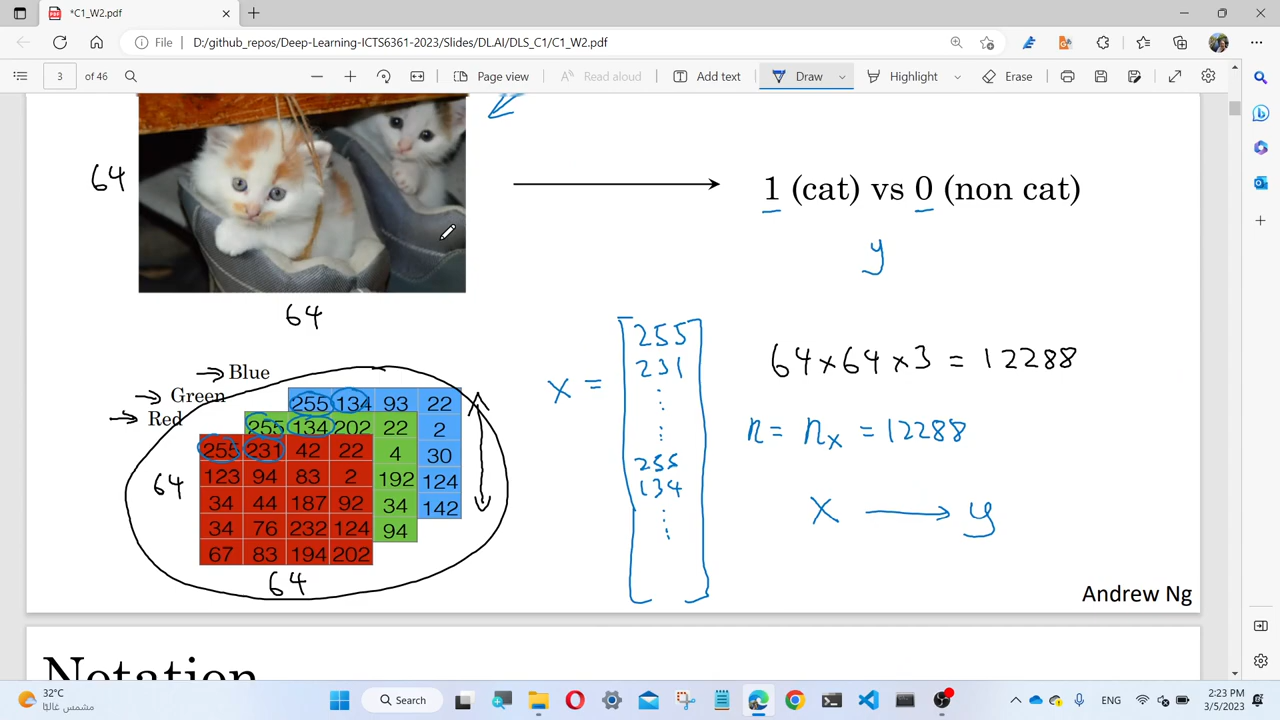 *C1_W2.pdf
File
D:/github_repos/Deep-Learning-ICTS6361-2023/Slides/DL.AI/DLS_C1/C1_W2.pdf
3 of 46
Page view
Read aloud
Add text
Draw
Highlight
Erase
64
64
1 (cat) vs 0 (non cat)
y
Blue
Green
Red
255 134 93 22
255 134 202 22 2
255 231 42 22 4 30
123 94 83 2 192 124
34 44 187 92 34 142
34 76 232 124 94
67 83 194 202
64
64
x =
255
231
255
134
64×64×3 = 12288
n = nₓ = 12288
X → y
Andrew Ng
Notation
32°C
مشمس غالبًا
Search
ENG
2:23 PM
3/5/2023